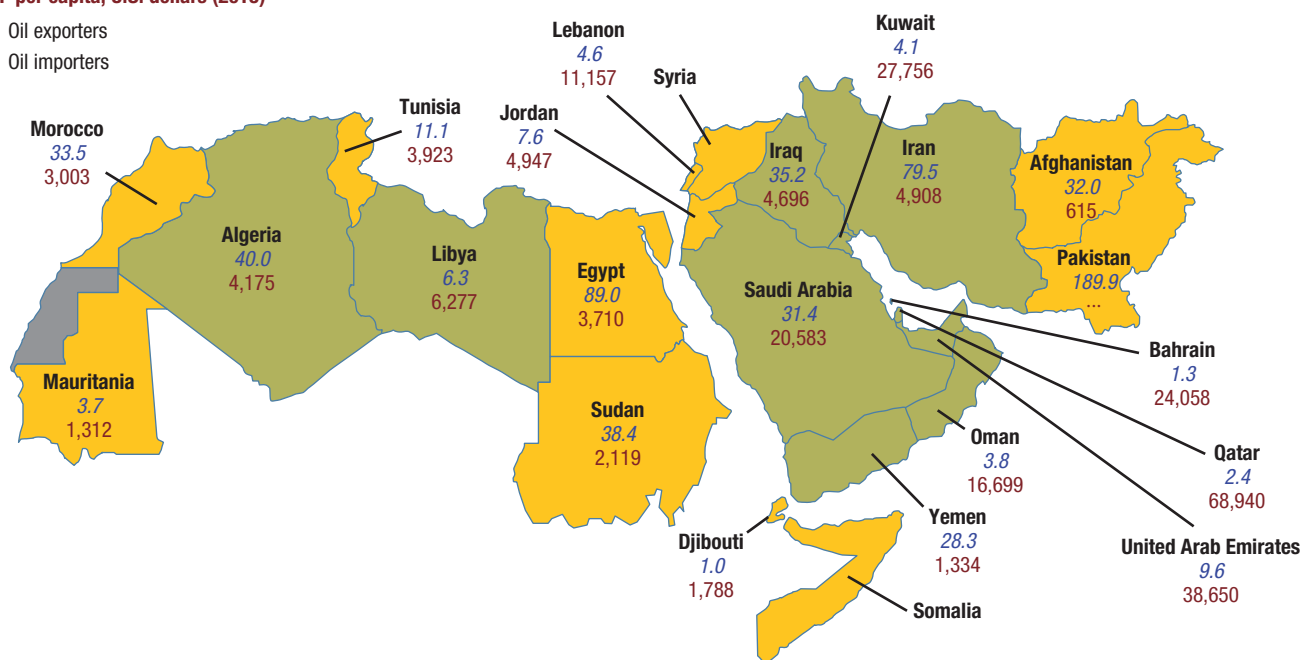 Oil exporters
Oil importers
Kuwait
4.1
27,756
Lebanon
4.6
11,157
Syria
Tunisia
11.1
3,923
Jordan
7.6
4,947
Morocco
33.5
3,003
Iraq
35.2
4,696
Iran
79.5
4,908
Afghanistan
32.0
615
Algeria
40.0
4,175
Libya
6.3
6,277
Egypt
89.0
3,710
Pakistan
189.9
...
Saudi Arabia
31.4
20,583
Bahrain
1.3
24,058
Mauritania
3.7
1,312
Sudan
38.4
2,119
Oman
3.8
16,699
Qatar
2.4
68,940
Yemen
28.3
1,334
Djibouti
1.0
1,788
United Arab Emirates
9.6
38,650
Somalia